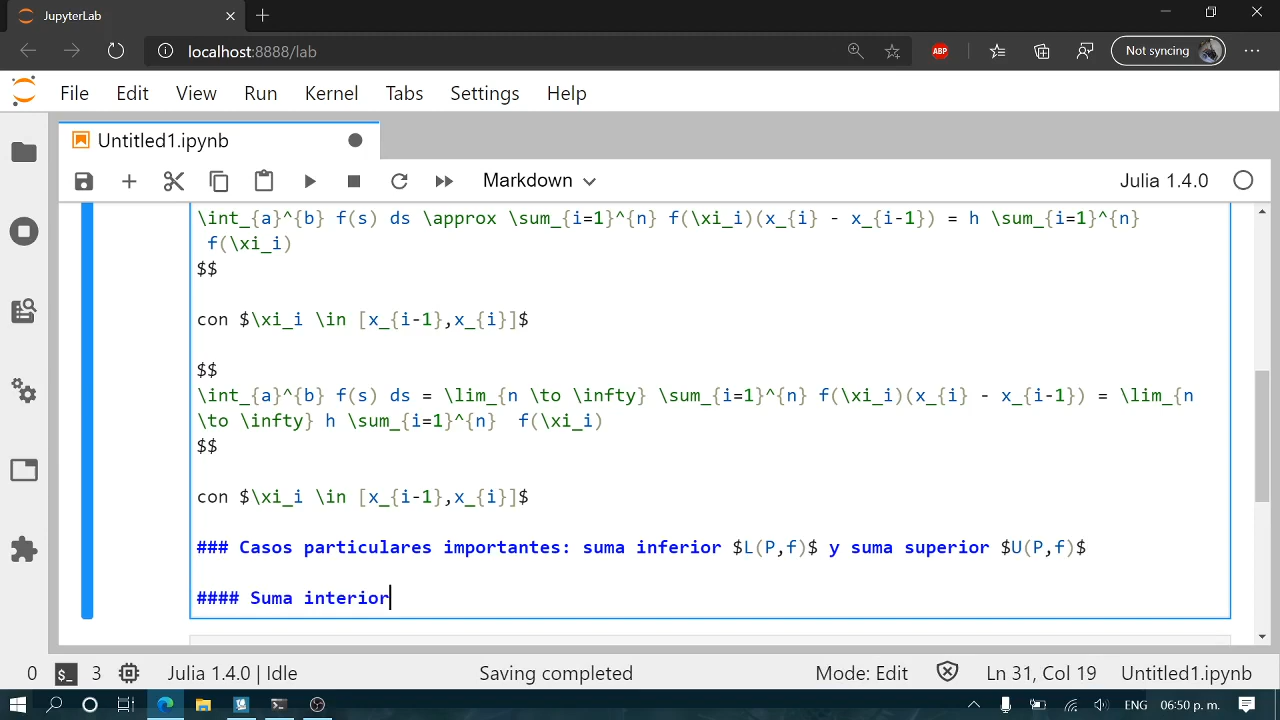 JupyterLab
localhost:8888/lab
ABP
Not syncing
File Edit View Run Kernel Tabs Settings Help
Untitled1.ipynb
Markdown
Julia 1.4.0
\int_{a}^{b} f(s) ds \approx \sum_{i=1}^{n} f(\xi_i)(x_{i} - x_{i-1}) = h \sum_{i=1}^{n}
f(\xi_i)
$$
con $\xi_i \in [x_{i-1},x_{i}]$
$$
\int_{a}^{b} f(s) ds = \lim_{n \to \infty} \sum_{i=1}^{n} f(\xi_i)(x_{i} - x_{i-1}) = \lim_{n
\to \infty} h \sum_{i=1}^{n}  f(\xi_i)
$$
con $\xi_i \in [x_{i-1},x_{i}]$
### Casos particulares importantes: suma inferior $L(P,f)$ y suma superior $U(P,f)$
#### Suma interior
0 $_ 3 Julia 1.4.0 | Idle Saving completed Mode: Edit Ln 31, Col 19 Untitled1.ipynb
ENG 06:50 p. m.